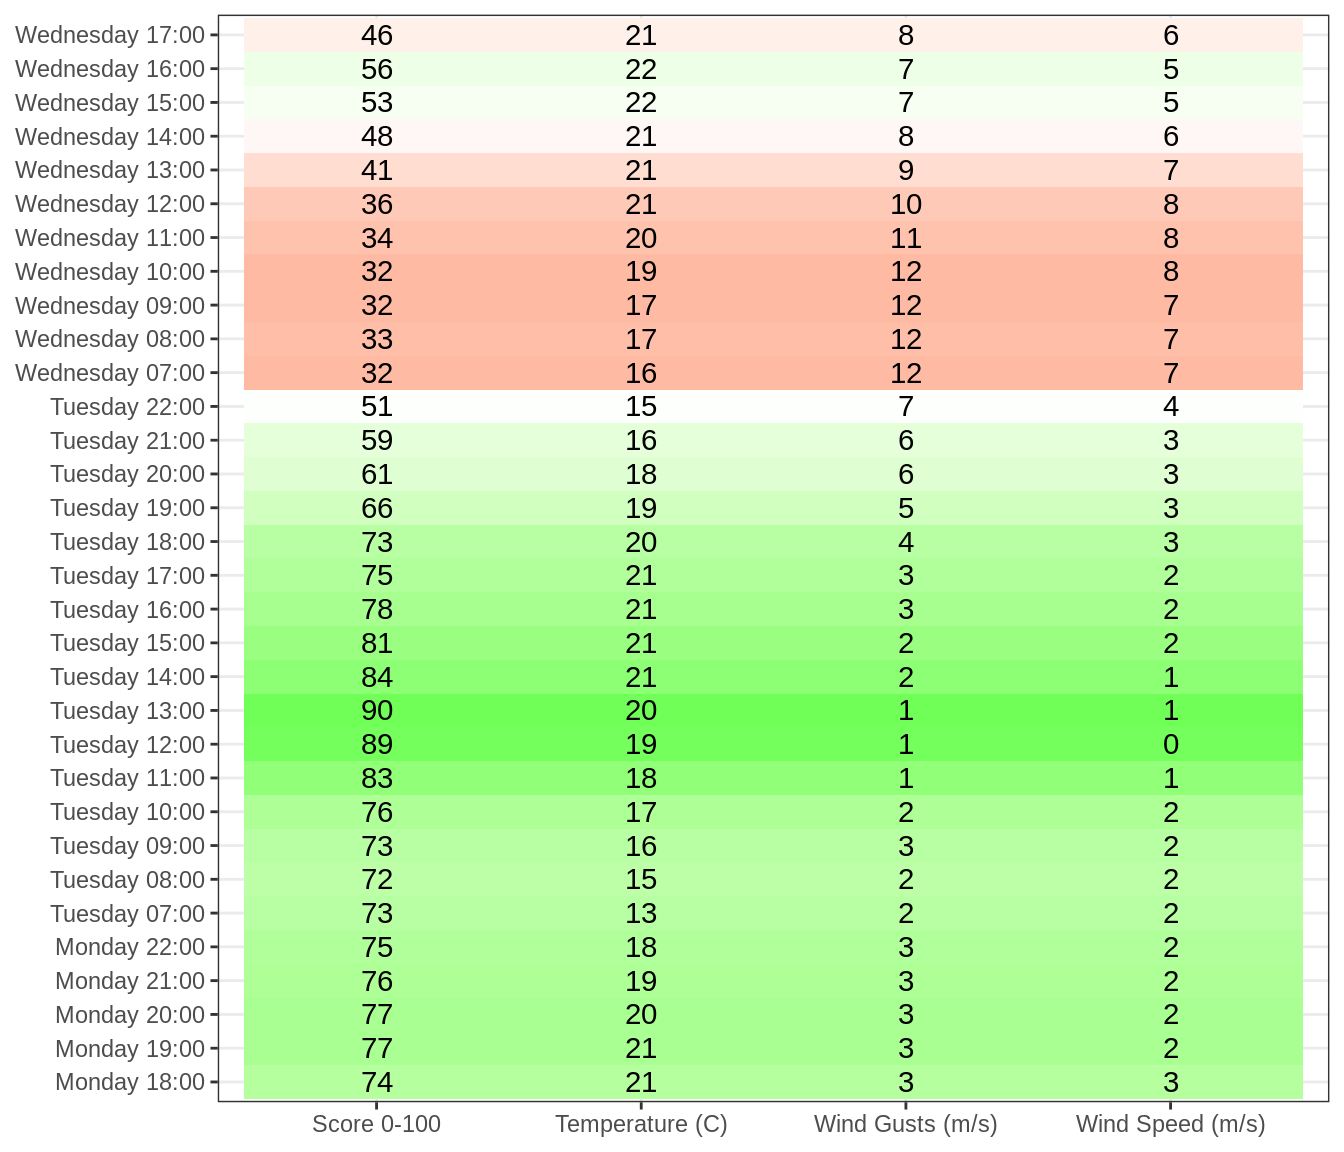 Wednesday 17:00 46 21 8 6
Wednesday 16:00 56 22 7 5
Wednesday 15:00 53 22 7 5
Wednesday 14:00 48 21 8 6
Wednesday 13:00 41 21 9 7
Wednesday 12:00 36 21 10 8
Wednesday 11:00 34 20 11 8
Wednesday 10:00 32 19 12 8
Wednesday 09:00 32 17 12 7
Wednesday 08:00 33 17 12 7
Wednesday 07:00 32 16 12 7
Tuesday 22:00 51 15 7 4
Tuesday 21:00 59 16 6 3
Tuesday 20:00 61 18 6 3
Tuesday 19:00 66 19 5 3
Tuesday 18:00 73 20 4 3
Tuesday 17:00 75 21 3 2
Tuesday 16:00 78 21 3 2
Tuesday 15:00 81 21 2 2
Tuesday 14:00 84 21 2 1
Tuesday 13:00 90 20 1 1
Tuesday 12:00 89 19 1 0
Tuesday 11:00 83 18 1 1
Tuesday 10:00 76 17 2 2
Tuesday 09:00 73 16 3 2
Tuesday 08:00 72 15 2 2
Tuesday 07:00 73 13 2 2
Monday 22:00 75 18 3 2
Monday 21:00 76 19 3 2
Monday 20:00 77 20 3 2
Monday 19:00 77 21 3 2
Monday 18:00 74 21 3 3
Score 0-100 Temperature (C) Wind Gusts (m/s) Wind Speed (m/s)